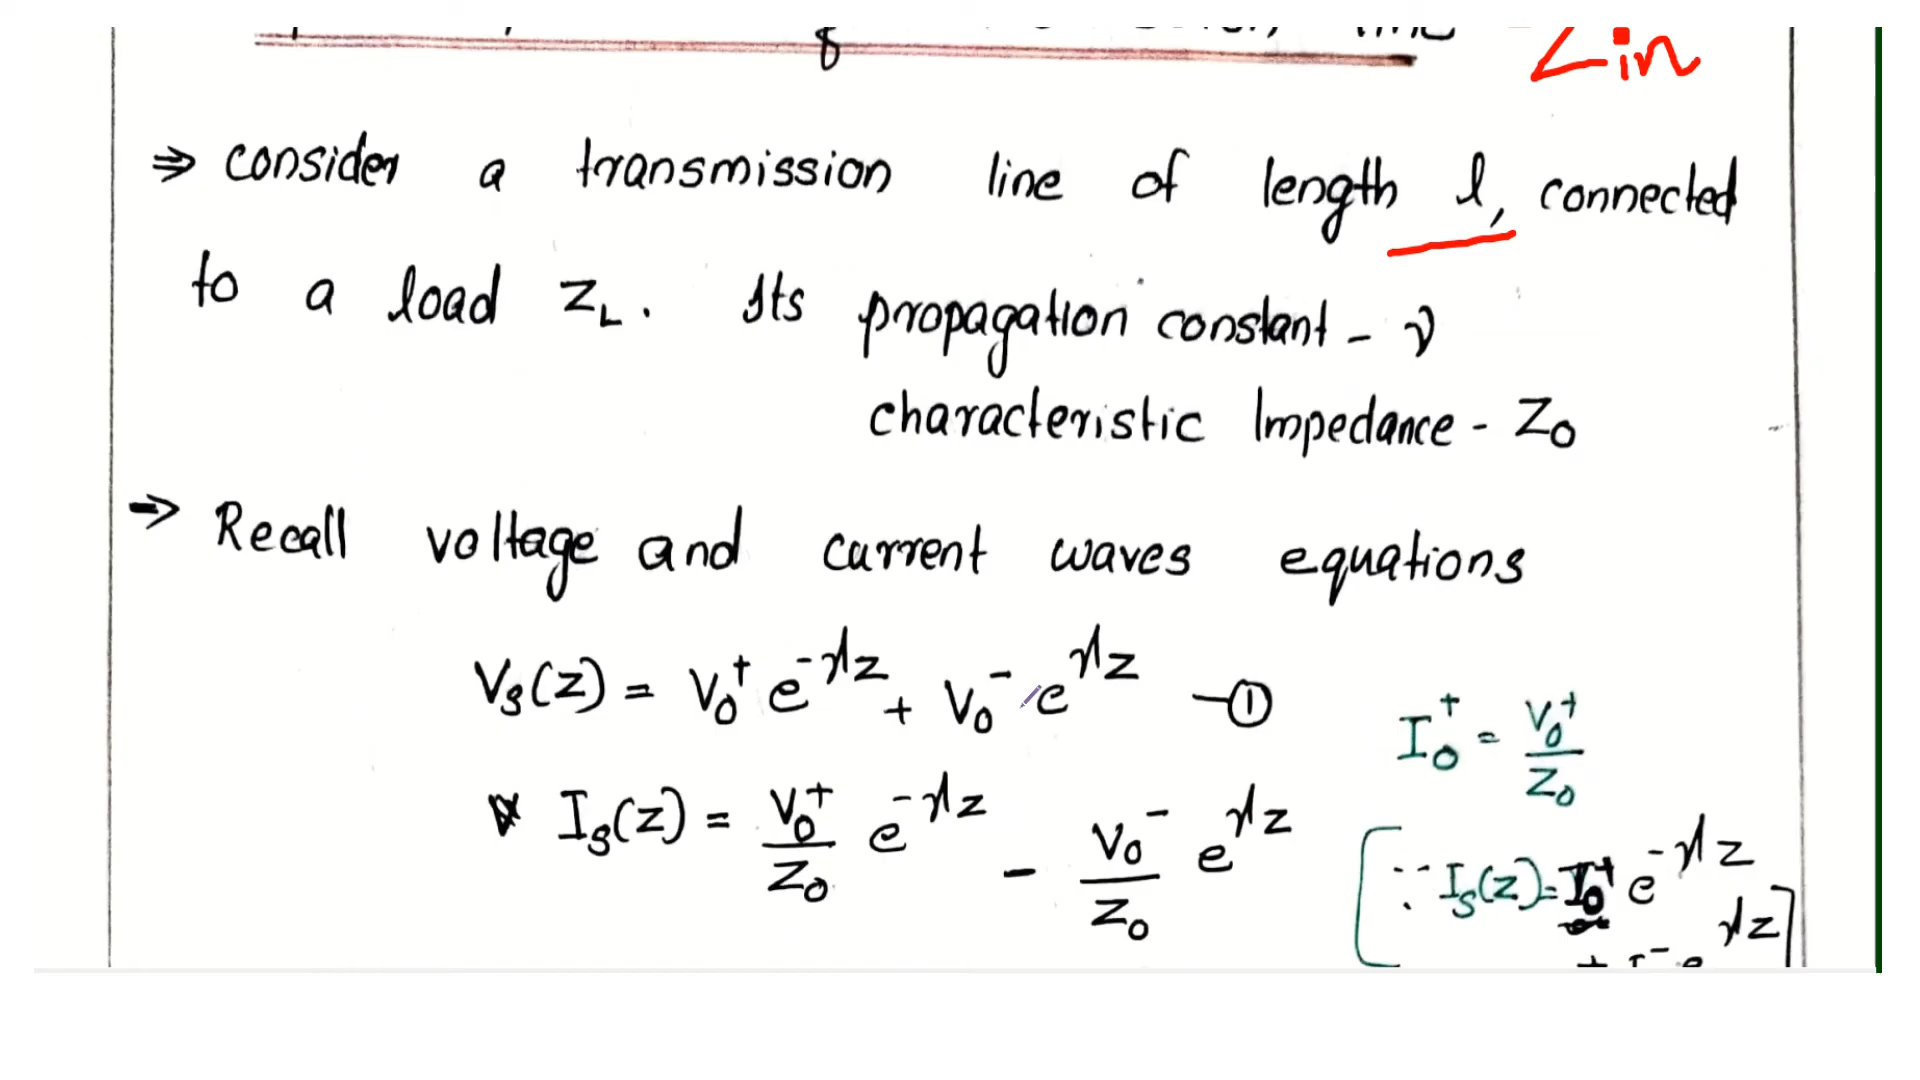 Zin
⇒ consider a transmission line of length l, connected
to a load ZL. Its propagation constant - γ
characteristic Impedance - Z0
⇒ Recall voltage and current waves equations
Vs(z) = V0+ e^-γz + V0- e^γz —①
Is(z) = V0+/Z0 e^-γz - V0-/Z0 e^γz
I0+ = V0+/Z0
[∵ Is(z) = I0+ e^-γz
+ I- e γz]